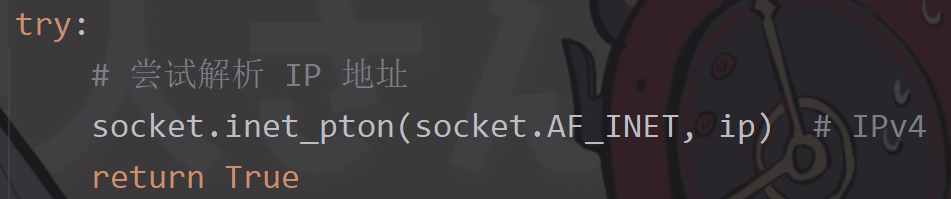 try:
# 尝试解析 IP 地址
socket.inet_pton(socket.AF_INET, ip)  # IPv4
return True